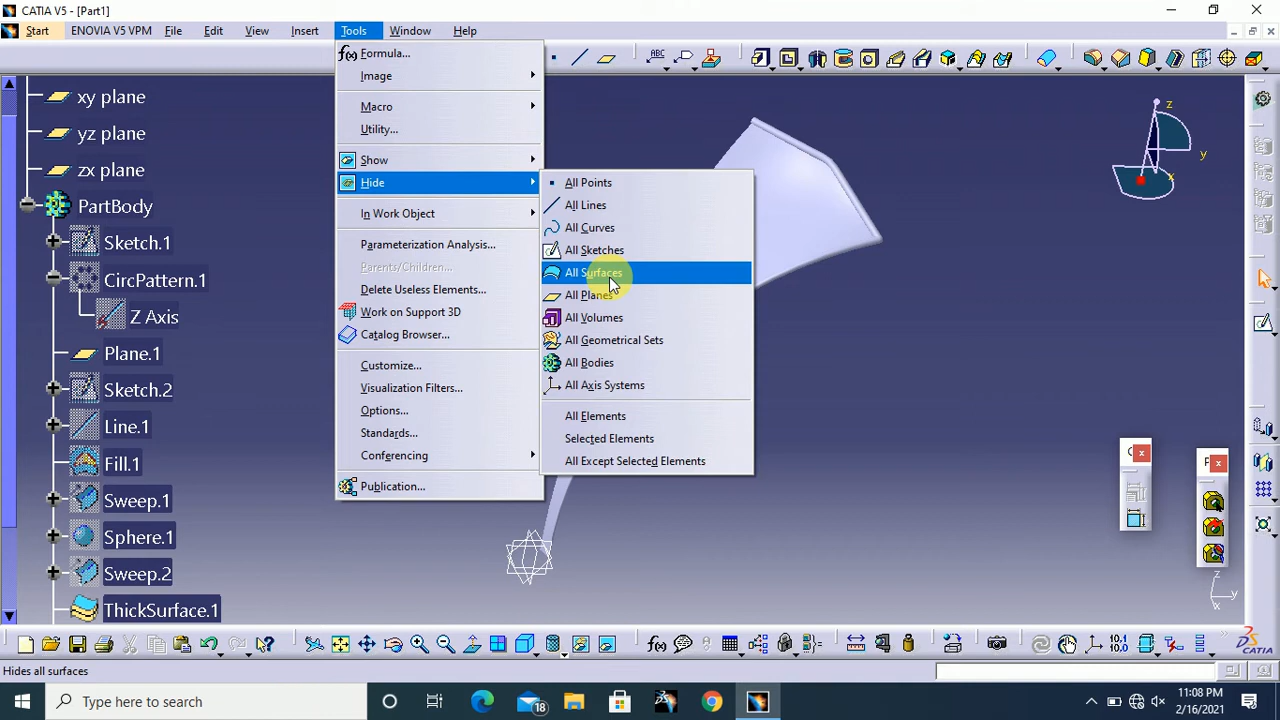 CATIA V5 - [Part1]
Start ENOVIA V5 VPM File Edit View Insert Tools Window Help
ABC
xy plane
yz plane
zx plane
PartBody
Sketch.1
CircPattern.1
Z Axis
Plane.1
Sketch.2
Line.1
Fill.1
Sweep.1
Sphere.1
Sweep.2
ThickSurface.1
f(x) Formula...
Image
Macro
Utility...
Show
Hide
In Work Object
Parameterization Analysis...
Parents/Children...
Delete Useless Elements...
Work on Support 3D
Catalog Browser...
Customize...
Visualization Filters...
Options...
Standards...
Conferencing
Publication...
All Points
All Lines
All Curves
All Sketches
All Surfaces
All Planes
All Volumes
All Geometrical Sets
All Bodies
All Axis Systems
All Elements
Selected Elements
All Except Selected Elements
z
y
x
z
y
x
f(x)
CATIA
Hides all surfaces
Type here to search
18
11:08 PM
2/16/2021